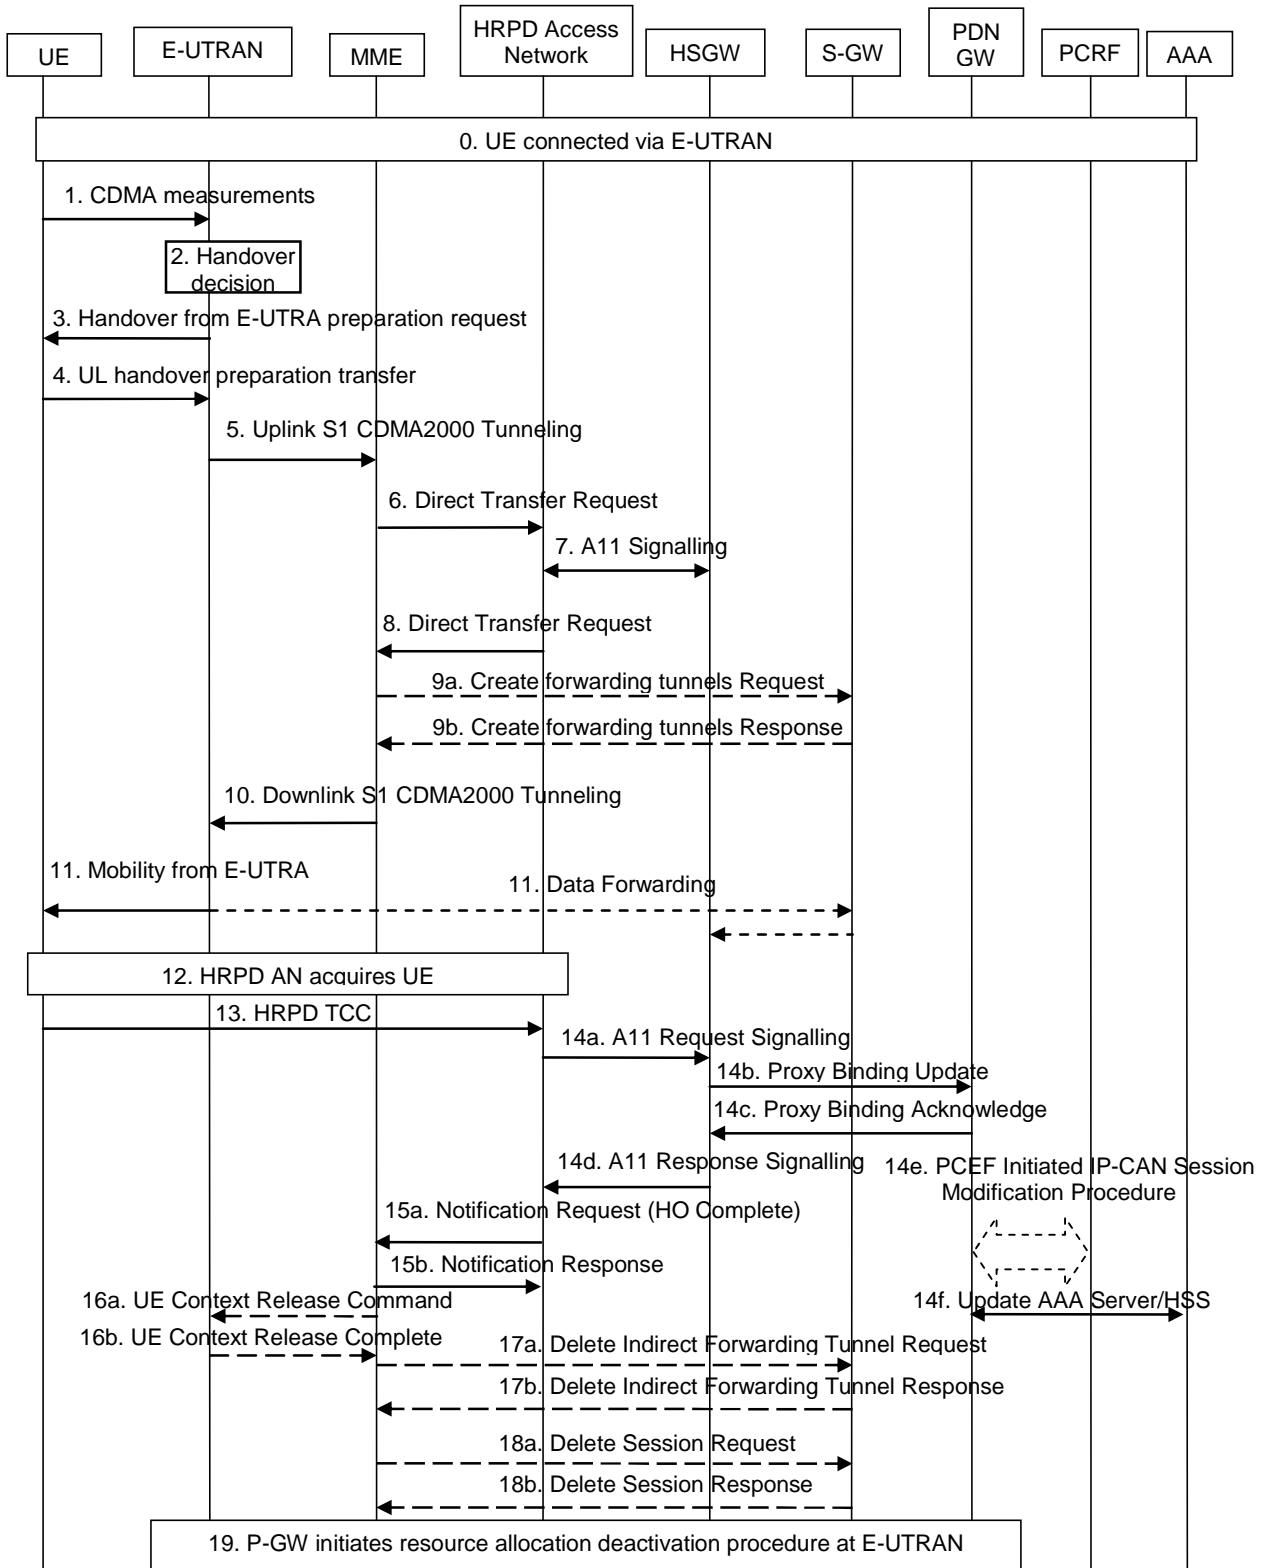 UE
E-UTRAN
MME
HRPD Access
Network
HSGW
S-GW
PDN
GW
PCRF
AAA
0. UE connected via E-UTRAN
1. CDMA measurements
2. Handover
decision
3. Handover from E-UTRA preparation request
4. UL handover preparation transfer
5. Uplink S1 CDMA2000 Tunneling
6. Direct Transfer Request
7. A11 Signalling
8. Direct Transfer Request
9a. Create forwarding tunnels Request
9b. Create forwarding tunnels Response
10. Downlink S1 CDMA2000 Tunneling
11. Mobility from E-UTRA
11. Data Forwarding
12. HRPD AN acquires UE
13. HRPD TCC
14a. A11 Request Signalling
14b. Proxy Binding Update
14c. Proxy Binding Acknowledge
14d. A11 Response Signalling
14e. PCEF Initiated IP-CAN Session
Modification Procedure
15a. Notification Request (HO Complete)
15b. Notification Response
16a. UE Context Release Command
14f. Update AAA Server/HSS
16b. UE Context Release Complete
17a. Delete Indirect Forwarding Tunnel Request
17b. Delete Indirect Forwarding Tunnel Response
18a. Delete Session Request
18b. Delete Session Response
19. P-GW initiates resource allocation deactivation procedure at E-UTRAN